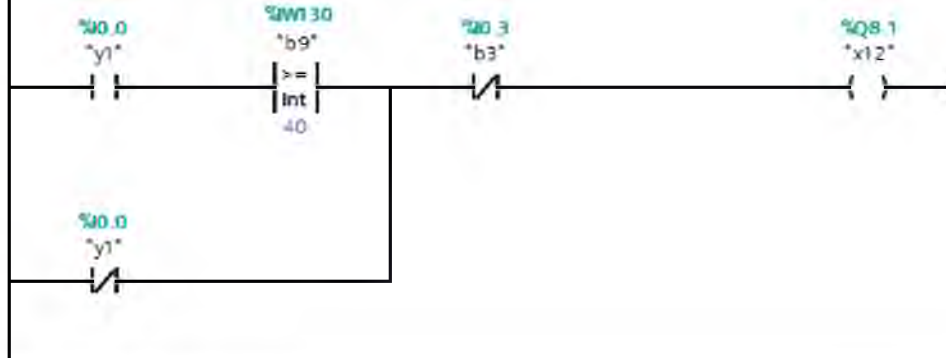 %I0.0
"y1"
%IW130
"b9"
>=
Int
40
%I0.3
"b3"
%Q8.1
"x12"
%I0.0
"y1"